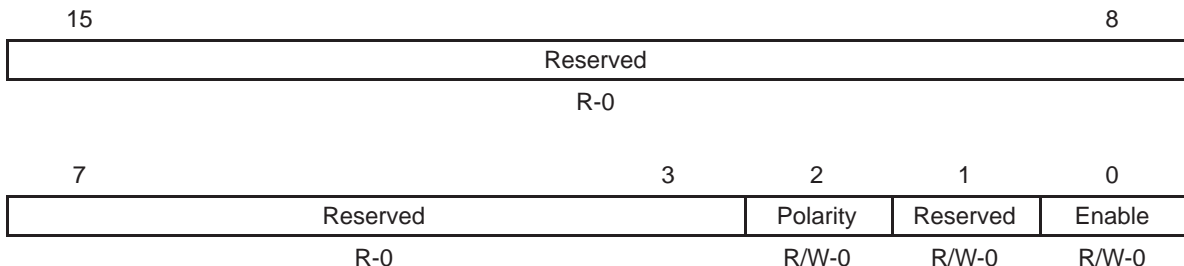 15 8
Reserved
R-0
7 3 2 1 0
Reserved Polarity Reserved Enable
R-0 R/W-0 R/W-0 R/W-0